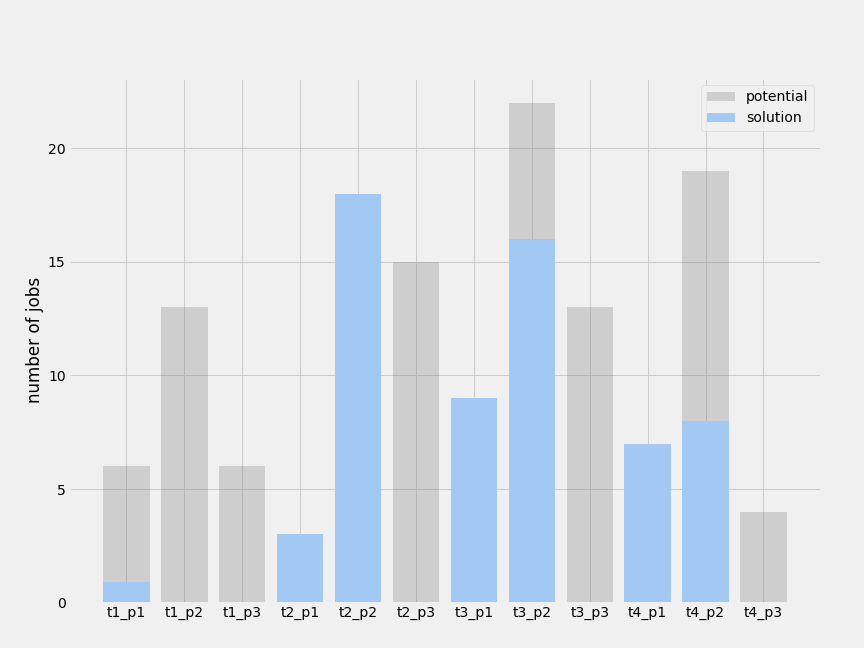 potential
solution
20
15
10
5
0
number of jobs
t1_p1 t1_p2 t1_p3 t2_p1 t2_p2 t2_p3 t3_p1 t3_p2 t3_p3 t4_p1 t4_p2 t4_p3